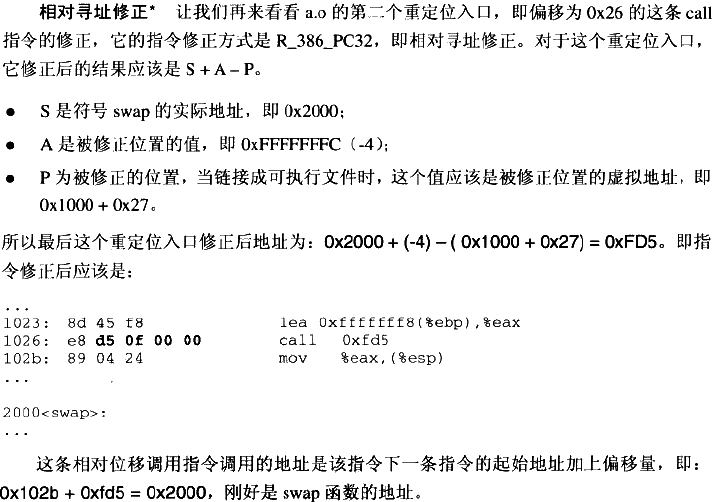 相对寻址修正* 让我们再来看看 a.o 的第二个重定位入口，即偏移为 0x26 的这条 call
指令的修正，它的指令修正方式是 R_386_PC32，即相对寻址修正。对于这个重定位入口，
它修正后的结果应该是 S + A – P。
● S 是符号 swap 的实际地址，即 0x2000；
● A 是被修正位置的值，即 0xFFFFFFFC（-4）；
● P 为被修正的位置，当链接成可执行文件时，这个值应该是被修正位置的虚拟地址，即
0x1000 + 0x27。
所以最后这个重定位入口修正后地址为：0x2000 + (-4) – ( 0x1000 + 0x27) = 0xFD5。即指
令修正后应该是：
...
1023: 8d 45 f8 lea 0xfffffff8(%ebp),%eax
1026: e8 d5 0f 00 00 call 0xfd5
102b: 89 04 24 mov %eax,(%esp)
...
2000<swap>:
...
这条相对位移调用指令调用的地址是该指令下一条指令的起始地址加上偏移量，即：
0x102b + 0xfd5 = 0x2000，刚好是 swap 函数的地址。